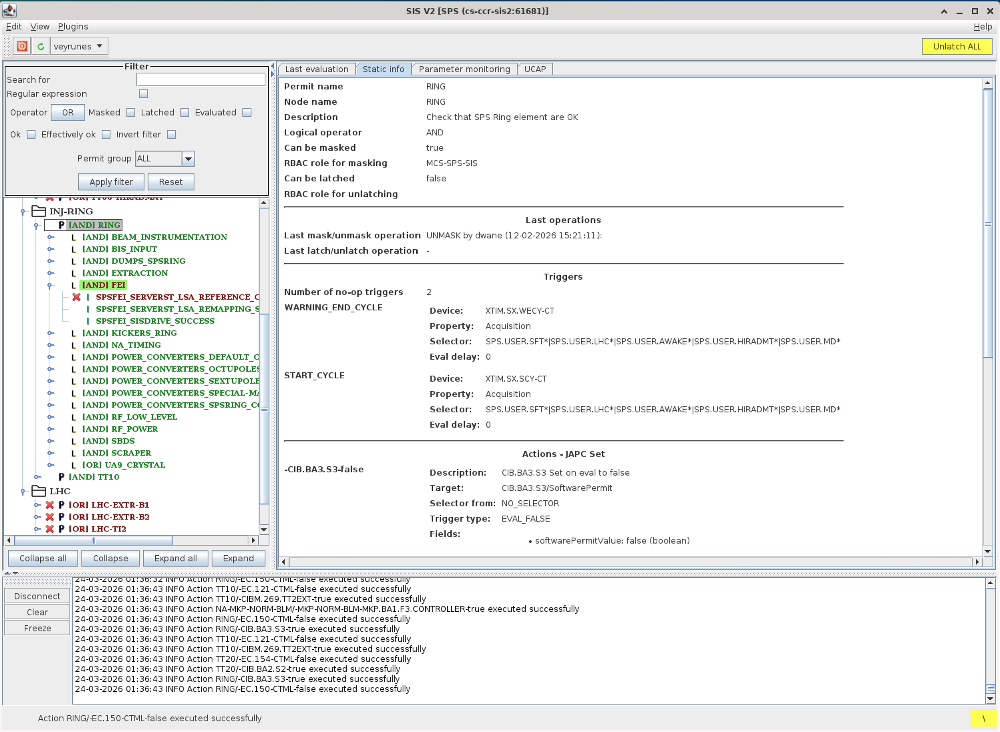 SIS V2 [SPS (cs-ccr-sis2:61681)]
Edit View Plugins Help
veyrunes Unlatch ALL
Filter
Search for
Regular expression
Operator OR Masked Latched Evaluated
Ok Effectively ok Invert filter
Permit group ALL
Apply filter Reset
[OR] TT66-HIRADMAT
INJ-RING
P [AND] RING
L [AND] BEAM_INSTRUMENTATION
L [AND] BIS_INPUT
L [AND] DUMPS_SPSRING
L [AND] EXTRACTION
L [AND] FEI
I SPSFEI_SERVERST_LSA_REFERENCE_C
I SPSFEI_SERVERST_LSA_REMAPPING_S
I SPSFEI_SISDRIVE_SUCCESS
L [AND] KICKERS_RING
L [AND] NA_TIMING
L [AND] POWER_CONVERTERS_DEFAULT_C
L [AND] POWER_CONVERTERS_OCTUPOLES
L [AND] POWER_CONVERTERS_SEXTUPOLE
L [AND] POWER_CONVERTERS_SPECIAL-MA
L [AND] POWER_CONVERTERS_SPSRING_CO
L [AND] RF_LOW_LEVEL
L [AND] RF_POWER
L [AND] SBDS
L [AND] SCRAPER
L [OR] UA9_CRYSTAL
P [AND] TT10
LHC
P [OR] LHC-EXTR-B1
P [OR] LHC-EXTR-B2
P [OR] LHC-TI2
Collapse all Collapse Expand all Expand
Last evaluation Static info Parameter monitoring UCAP
Permit name RING
Node name RING
Description Check that SPS Ring element are OK
Logical operator AND
Can be masked true
RBAC role for masking MCS-SPS-SIS
Can be latched false
RBAC role for unlatching
Last operations
Last mask/unmask operation UNMASK by dwane (12-02-2026 15:21:11):
Last latch/unlatch operation -
Triggers
Number of no-op triggers 2
WARNING_END_CYCLE Device: XTIM.SX.WECY-CT
Property: Acquisition
Selector: SPS.USER.SFT*|SPS.USER.LHC*|SPS.USER.AWAKE*|SPS.USER.HIRADMT*|SPS.USER.MD*
Eval delay: 0
START_CYCLE Device: XTIM.SX.SCY-CT
Property: Acquisition
Selector: SPS.USER.SFT*|SPS.USER.LHC*|SPS.USER.AWAKE*|SPS.USER.HIRADMT*|SPS.USER.MD*
Eval delay: 0
Actions - JAPC Set
-CIB.BA3.S3-false Description: CIB.BA3.S3 Set on eval to false
Target: CIB.BA3.S3/SoftwarePermit
Selector from: NO_SELECTOR
Trigger type: EVAL_FALSE
Fields:
• softwarePermitValue: false (boolean)
Disconnect
Clear
Freeze
24-03-2026 01:36:32 INFO Action RING/-EC.150-CTML-false executed successfully
24-03-2026 01:36:43 INFO Action TT10/-EC.121-CTML-false executed successfully
24-03-2026 01:36:43 INFO Action TT10/-CIBM.269.TT2EXT-true executed successfully
24-03-2026 01:36:43 INFO Action NA-MKP-NORM-BLM/-MKP-NORM-BLM-MKP.BA1.F3.CONTROLLER-true executed successfully
24-03-2026 01:36:43 INFO Action RING/-EC.150-CTML-false executed successfully
24-03-2026 01:36:43 INFO Action RING/-CIB.BA3.S3-true executed successfully
24-03-2026 01:36:43 INFO Action TT10/-EC.121-CTML-false executed successfully
24-03-2026 01:36:43 INFO Action TT10/-CIBM.269.TT2EXT-true executed successfully
24-03-2026 01:36:43 INFO Action TT20/-EC.154-CTML-false executed successfully
24-03-2026 01:36:43 INFO Action TT20/-CIB.BA2.S2-true executed successfully
24-03-2026 01:36:43 INFO Action RING/-CIB.BA3.S3-true executed successfully
24-03-2026 01:36:43 INFO Action RING/-EC.150-CTML-false executed successfully
Action RING/-EC.150-CTML-false executed successfully \